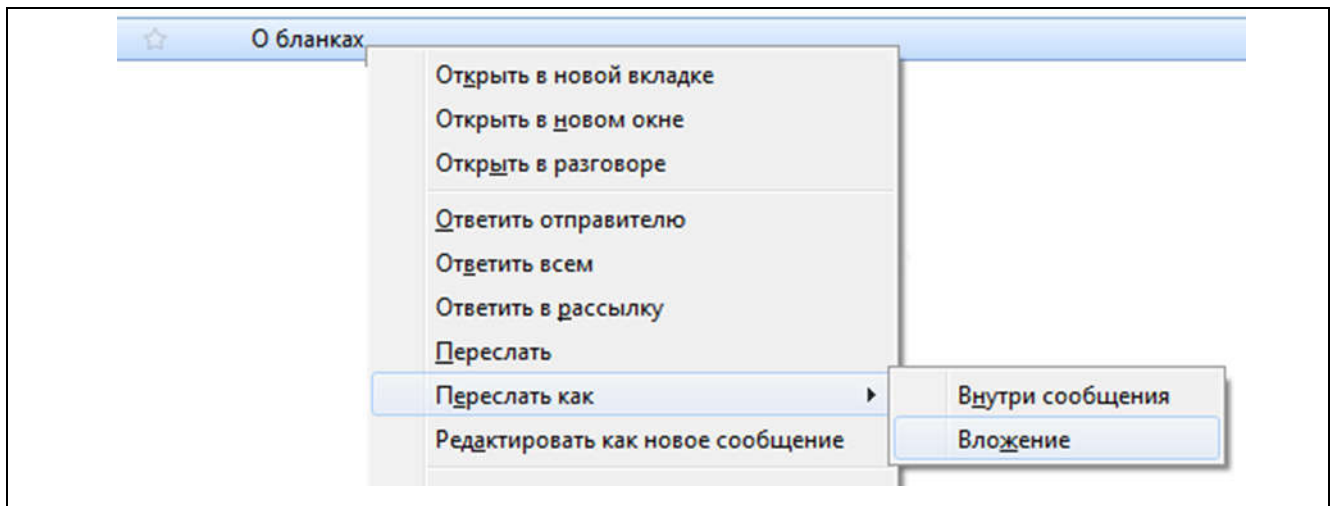 О бланках
Открыть в новой вкладке
Открыть в новом окне
Открыть в разговоре
Ответить отправителю
Ответить всем
Ответить в рассылку
Переслать
Переслать как
Внутри сообщения
Редактировать как новое сообщение
Вложение